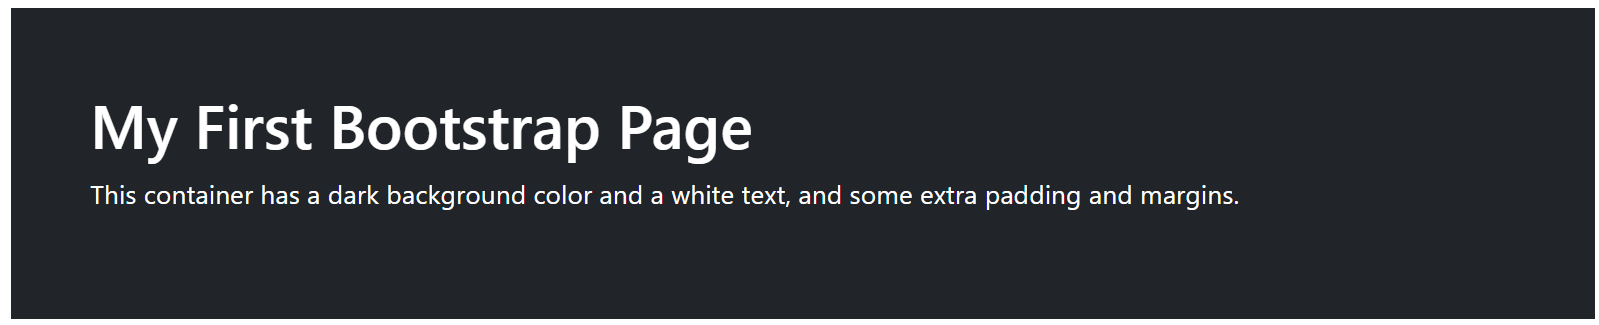 My First Bootstrap Page
This container has a dark background color and a white text, and some extra padding and margins.